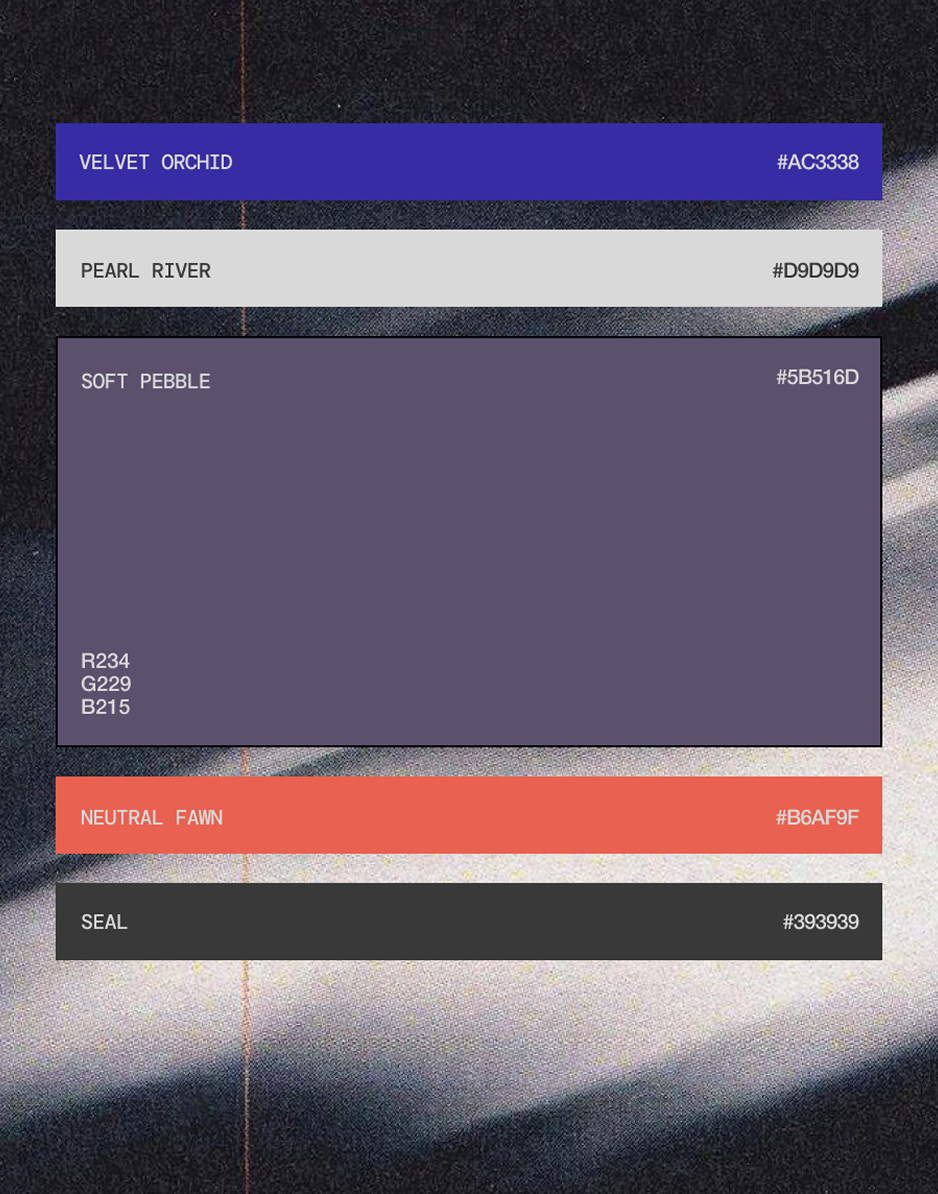 VELVET ORCHID #AC3338
PEARL RIVER #D9D9D9
SOFT PEBBLE #5B516D
R234
G229
B215
NEUTRAL FAWN #B6AF9F
SEAL #393939